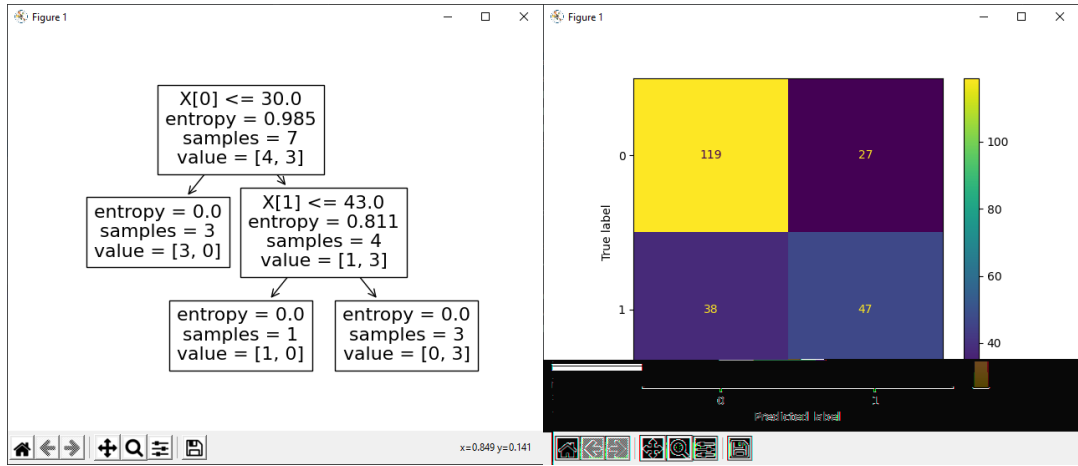 Figure 1
X[0] <= 30.0
entropy = 0.985
samples = 7
value = [4, 3]
entropy = 0.0
samples = 3
value = [3, 0]
X[1] <= 43.0
entropy = 0.811
samples = 4
value = [1, 3]
entropy = 0.0
samples = 1
value = [1, 0]
entropy = 0.0
samples = 3
value = [0, 3]
x=0.849 y=0.141
Figure 1
True label
0
119
27
1
38
47
100
80
60
40
0
1
Predicted label